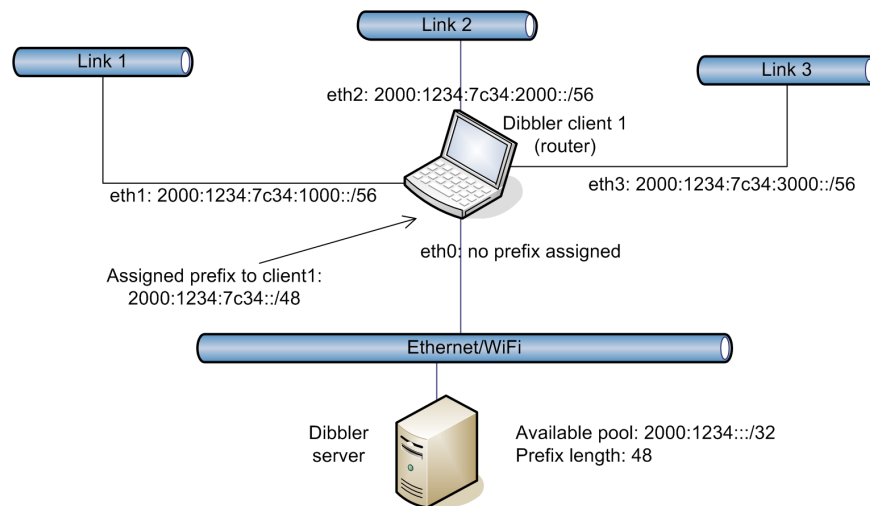 Link 2
Link 1
Link 3
eth2: 2000:1234:7c34:2000::/56
Dibbler client 1
(router)
eth1: 2000:1234:7c34:1000::/56
eth3: 2000:1234:7c34:3000::/56
eth0: no prefix assigned
Assigned prefix to client1:
2000:1234:7c34::/48
Ethernet/WiFi
Dibbler
server
Available pool: 2000:1234:::/32
Prefix length: 48